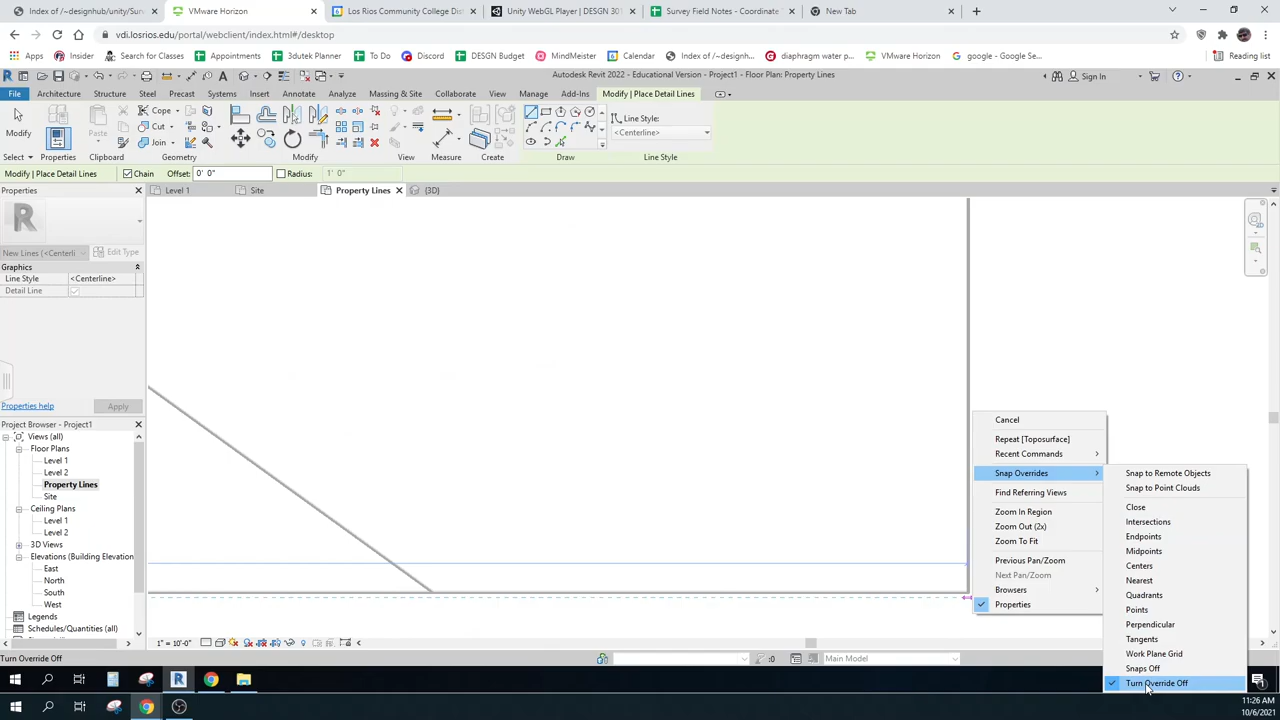 Index of /~designhub/unity/Surv
VMware Horizon
Los Rios Community College Dist
Unity WebGL Player | DESGN 301
Survey Field Notes - Coordinate
New Tab
vdi.losrios.edu/portal/webclient/index.html#/desktop
Apps
Insider
Search for Classes
Appointments
3dutek Planner
To Do
Discord
DESGN Budget
MindMeister
Calendar
Index of /~designh...
diaphragm water p...
VMware Horizon
google - Google Se...
Reading list
Autodesk Revit 2022 - Educational Version - Project1 - Floor Plan: Property Lines
Sign In
File
Architecture
Structure
Steel
Precast
Systems
Insert
Annotate
Analyze
Massing & Site
Collaborate
View
Manage
Add-Ins
Modify | Place Detail Lines
Modify
Paste
Cope
Cut
Join
Line Style:
<Centerline>
Select
Properties
Clipboard
Geometry
Modify
View
Measure
Create
Draw
Line Style
Modify | Place Detail Lines
Chain
Offset: 0' 0"
Radius: 1' 0"
Properties
Level 1
Site
Property Lines
{3D}
R
New Lines (<Centerli
Edit Type
Graphics
Line Style <Centerline>
Detail Line
Properties help
Apply
Project Browser - Project1
Views (all)
Floor Plans
Level 1
Level 2
Property Lines
Site
Ceiling Plans
Level 1
Level 2
3D Views
Elevations (Building Elevation
East
North
South
West
Legends
Schedules/Quantities (all)
Cancel
Repeat [Toposurface]
Recent Commands
Snap Overrides
Find Referring Views
Zoom In Region
Zoom Out (2x)
Zoom To Fit
Previous Pan/Zoom
Next Pan/Zoom
Browsers
Properties
Snap to Remote Objects
Snap to Point Clouds
Close
Intersections
Endpoints
Midpoints
Centers
Nearest
Quadrants
Points
Perpendicular
Tangents
Work Plane Grid
Snaps Off
Turn Override Off
1" = 10'-0"
Turn Override Off
:0
Main Model
11:26 AM
10/6/2021